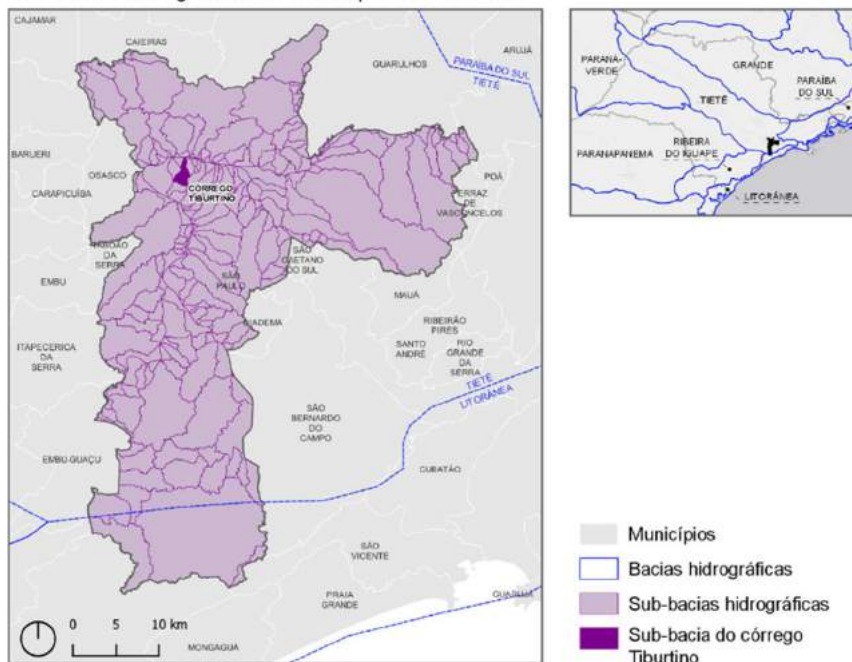 CAJAMAR
CAIEIRAS
ARUJÁ
GUARULHOS
PARAÍBA DO SUL
TIETÊ
BARUERI
OSASCO
CARAPICUÍBA
CÓRREGO
TIBURTINO
POÁ
FERRAZ
DE
VASCONCELOS
TABOÃO
DA
SERRA
SÃO
CAETANO
DO SUL
EMBU
SÃO
PAULO
MAUÁ
DIADEMA
RIBEIRÃO
PIRES
ITAPECERICA
DA
SERRA
SANTO
ANDRÉ
RIO
GRANDE
DA
SERRA
TIETÊ
LITORÂNEA
SÃO
BERNARDO
DO
CAMPO
EMBU-GUAÇU
CUBATÃO
SÃO
VICENTE
PRAIA
GRANDE
GUARUJÁ
MONGAGUÁ
0 5 10 km
PARANÁ-
VERDE
GRANDE
PARAÍBA
DO SUL
TIETÊ
RIBEIRA
DO IGUAPE
PARANAPANEMA
LITORÂNEA
Municípios
Bacias hidrográficas
Sub-bacias hidrográficas
Sub-bacia do córrego
Tiburtino